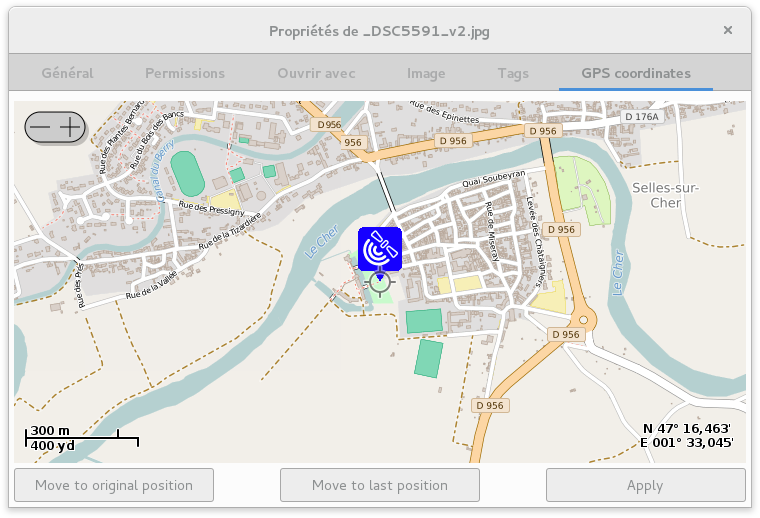 Propriétés de _DSC5591_v2.jpg
×
Général Permissions Ouvrir avec Image Tags GPS coordinates
− +
Rue des Plantes Bernard
Rue du Bois des Bancs
Rue des Epinettes
D 176A
D 956
956
D 956
D 956
Canal du Berry
Quai Soubeyran
Selles-sur-
Cher
Rue des Pressigny
Rue de la Tizardière
Le Cher
Rue de Miseray
Levée des Châtaigniers
D 956
Le Cher
Rue des Prés
Rue de la Vallée
D 956
D 956
300 m
400 yd
N 47° 16,463'
E 001° 33,045'
Move to original position Move to last position Apply